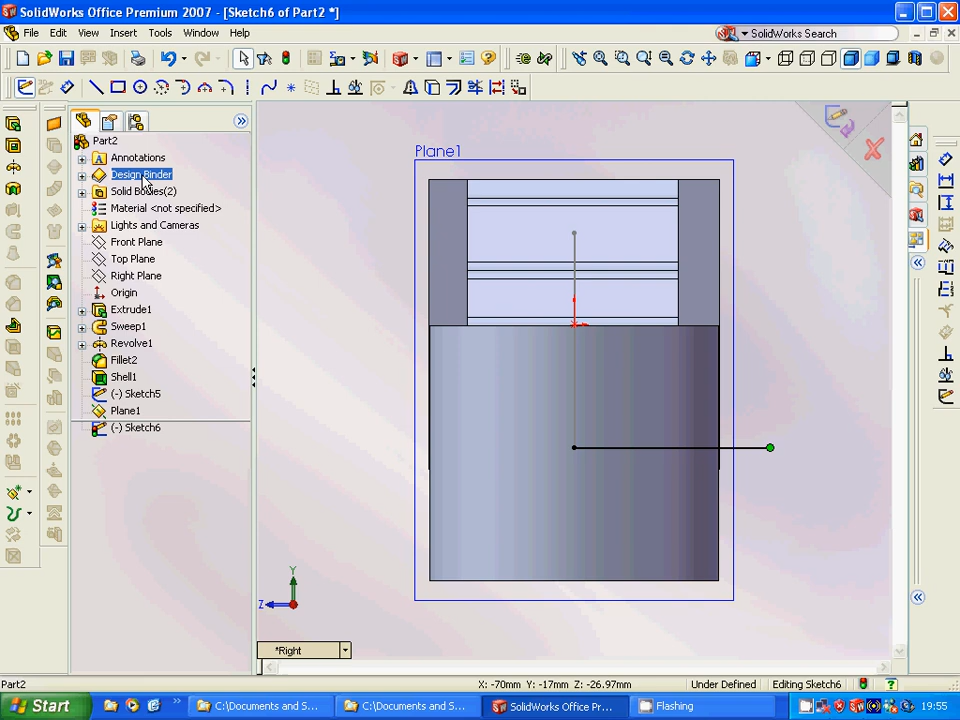 SolidWorks Office Premium 2007 - [Sketch6 of Part2 *]
File Edit View Insert Tools Window Help
SolidWorks Search
Part2
Annotations
Design Binder
Solid Bodies(2)
Material <not specified>
Lights and Cameras
Front Plane
Top Plane
Right Plane
Origin
Extrude1
Sweep1
Revolve1
Fillet2
Shell1
(-) Sketch5
Plane1
(-) Sketch6
Plane1
Y
Z
*Right
Part2
X: -70mm Y: -17mm Z: -26.97mm
Under Defined
Editing Sketch6
Start
C:\Documents and S...
C:\Documents and S...
SolidWorks Office Pr...
Flashing
19:55